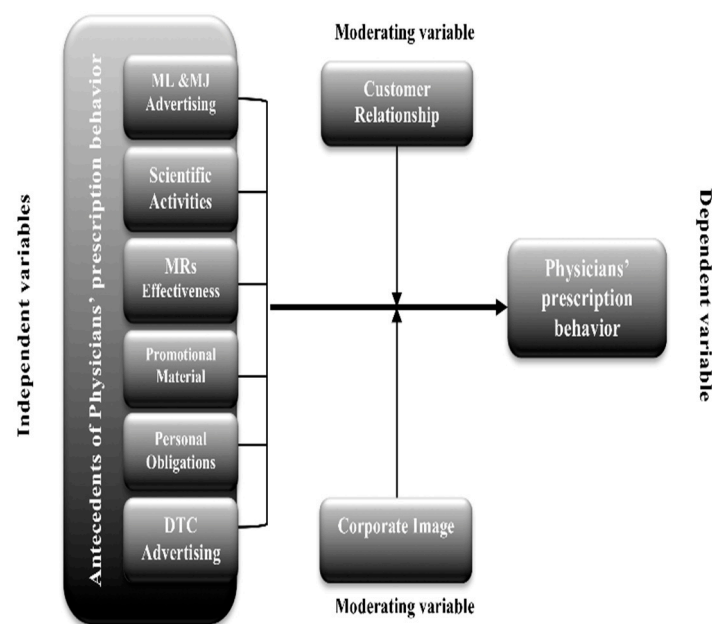 Independent variables
Antecedents of Physicians' prescription behavior
ML &MJ
Advertising
Scientific
Activities
MRs
Effectiveness
Promotional
Material
Personal
Obligations
DTC
Advertising
Moderating variable
Customer
Relationship
Corporate Image
Moderating variable
Physicians'
prescription
behavior
Dependent variable